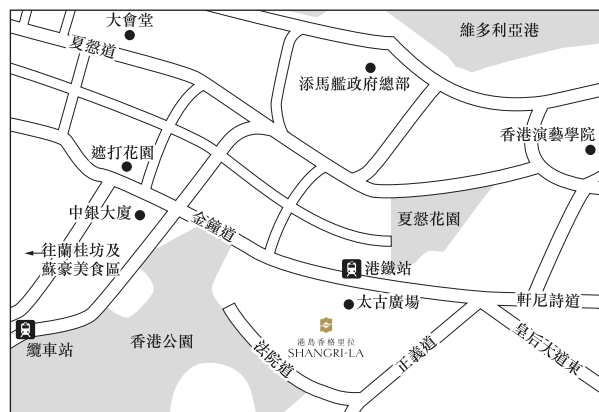 大會堂
維多利亞港
夏慤道
添馬艦政府總部
香港演藝學院
遮打花園
中銀大廈
金鐘道
夏慤花園
往蘭桂坊及
蘇豪美食區
港鐵站
太古廣場
軒尼詩道
港島香格里拉
SHANGRI-LA
香港公園
纜車站
法院道
正義道
皇后大道東